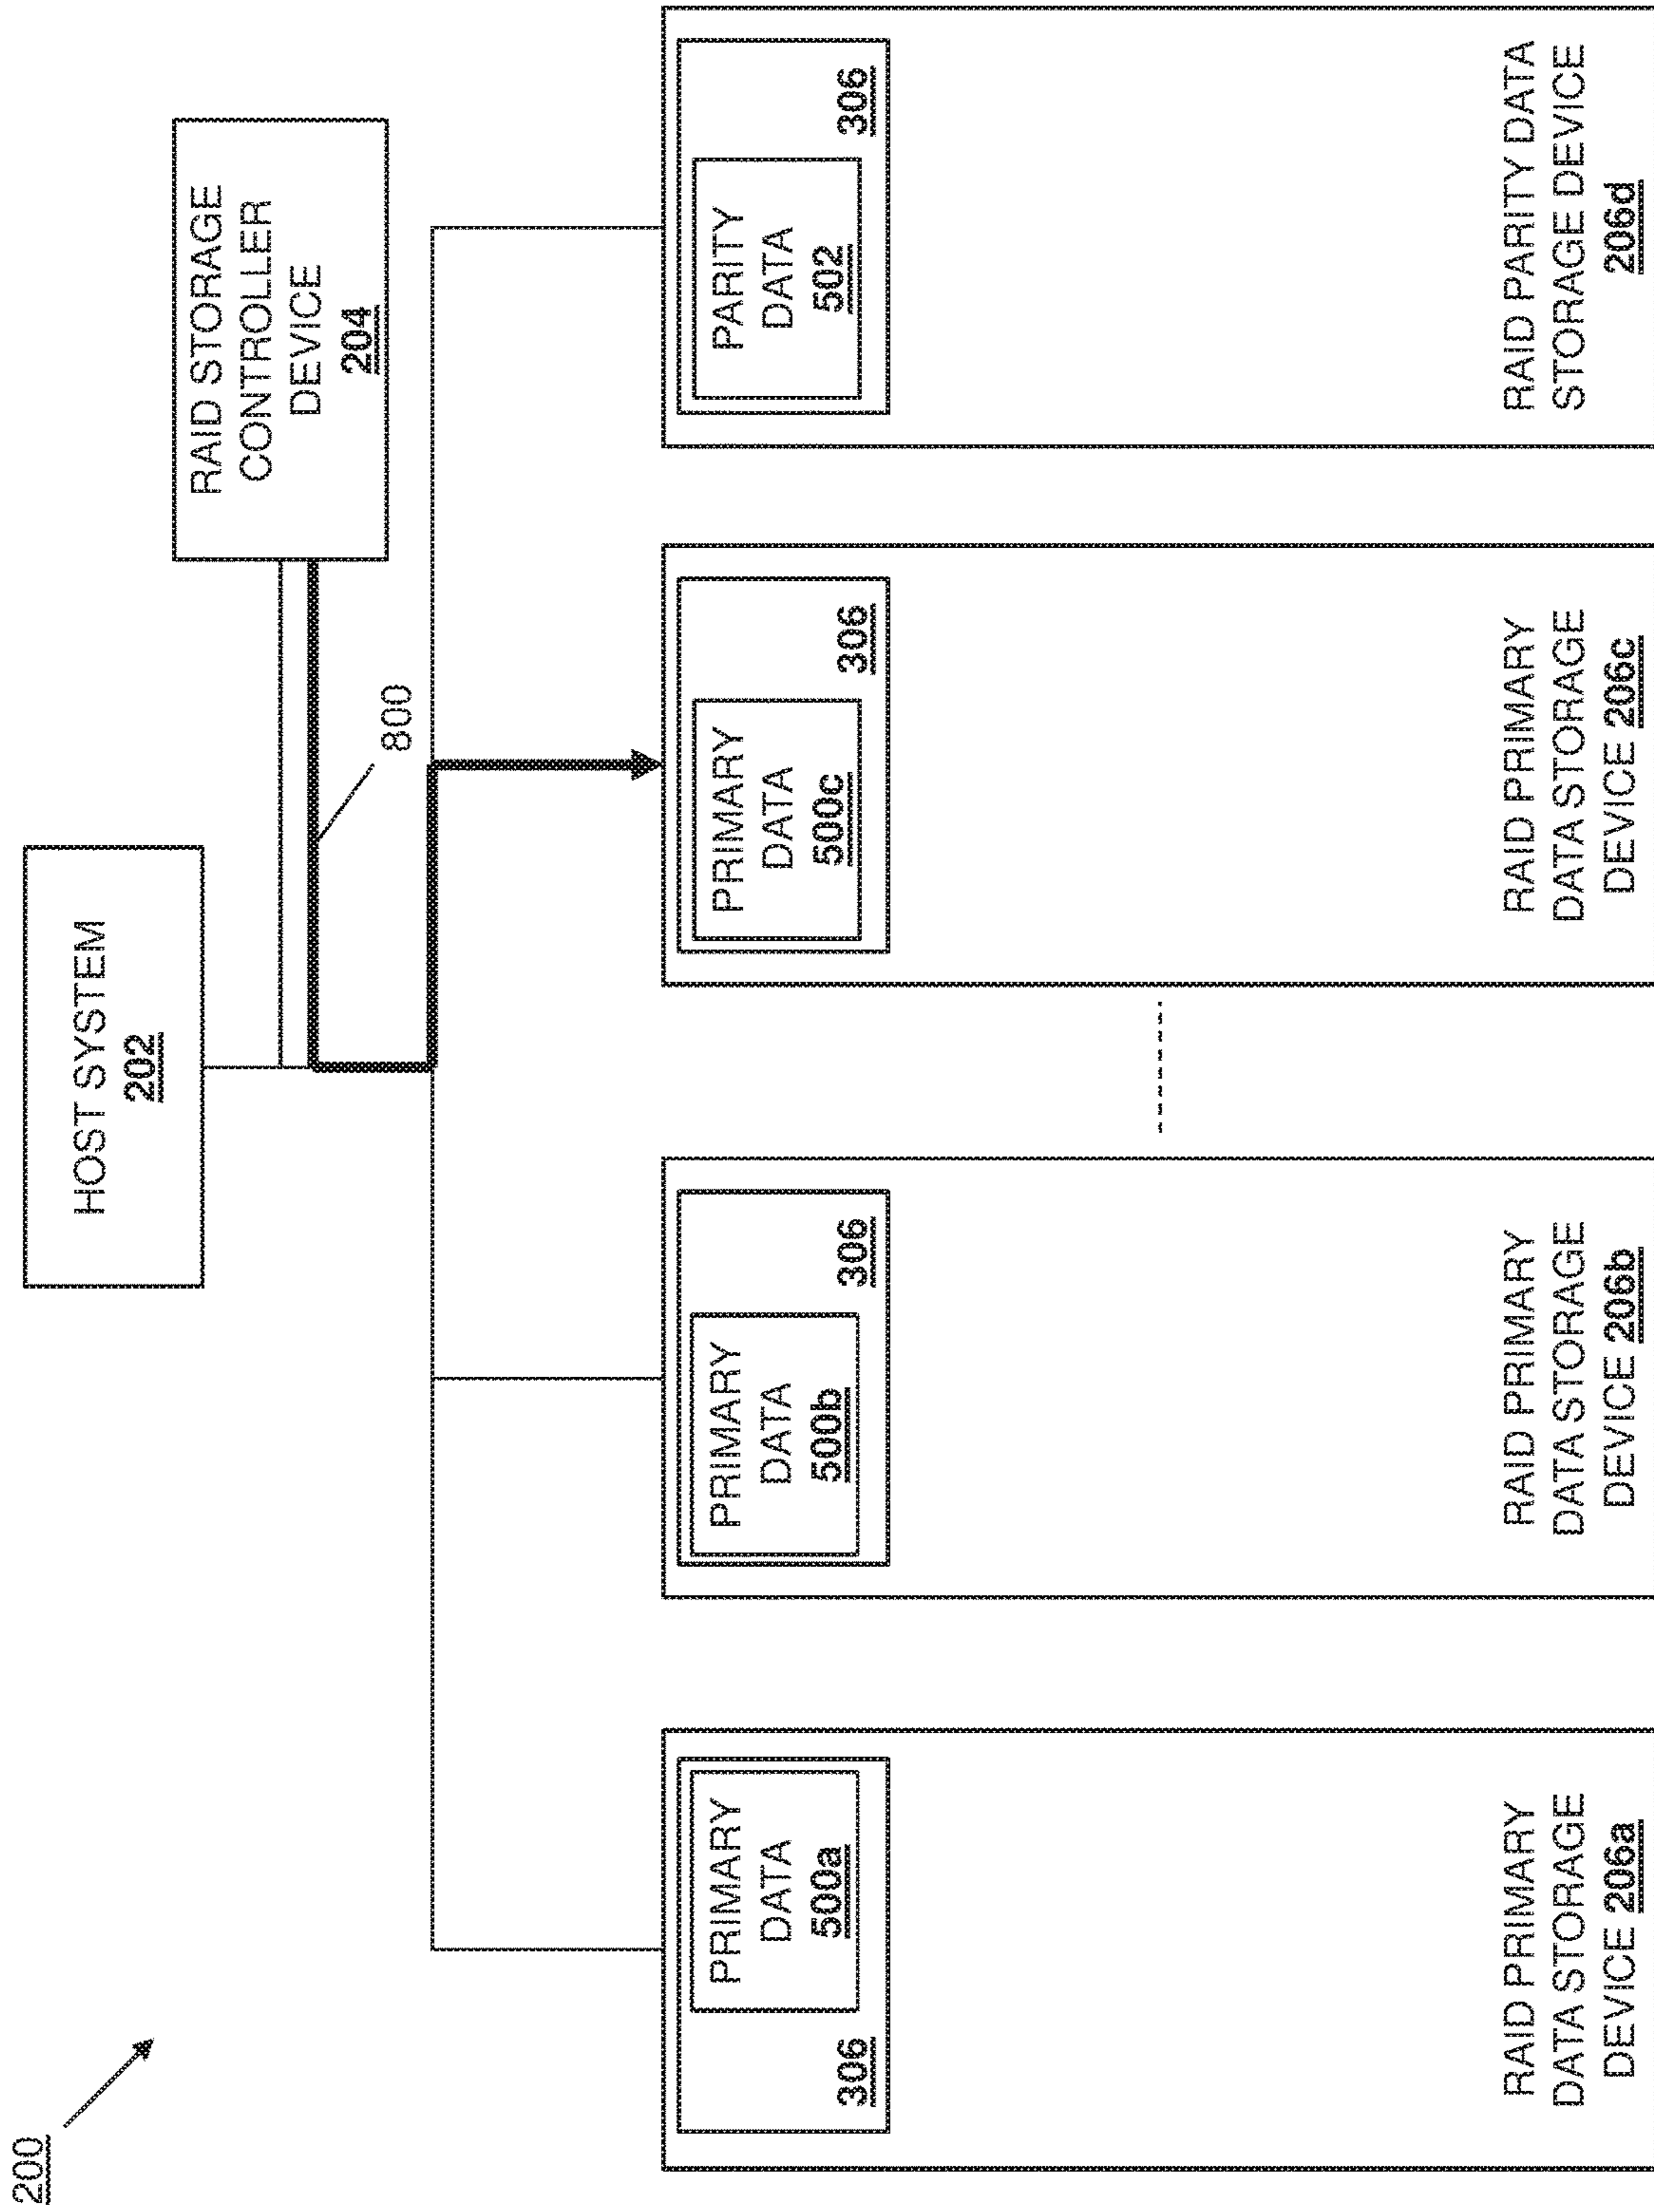 200
HOST SYSTEM
202
RAID STORAGE
CONTROLLER
DEVICE
204
800
PRIMARY
DATA
500a
306
RAID PRIMARY
DATA STORAGE
DEVICE 206a
PRIMARY
DATA
500b
306
RAID PRIMARY
DATA STORAGE
DEVICE 206b
PRIMARY
DATA
500c
306
RAID PRIMARY
DATA STORAGE
DEVICE 206c
PARITY
DATA
502
306
RAID PARITY DATA
STORAGE DEVICE
206d